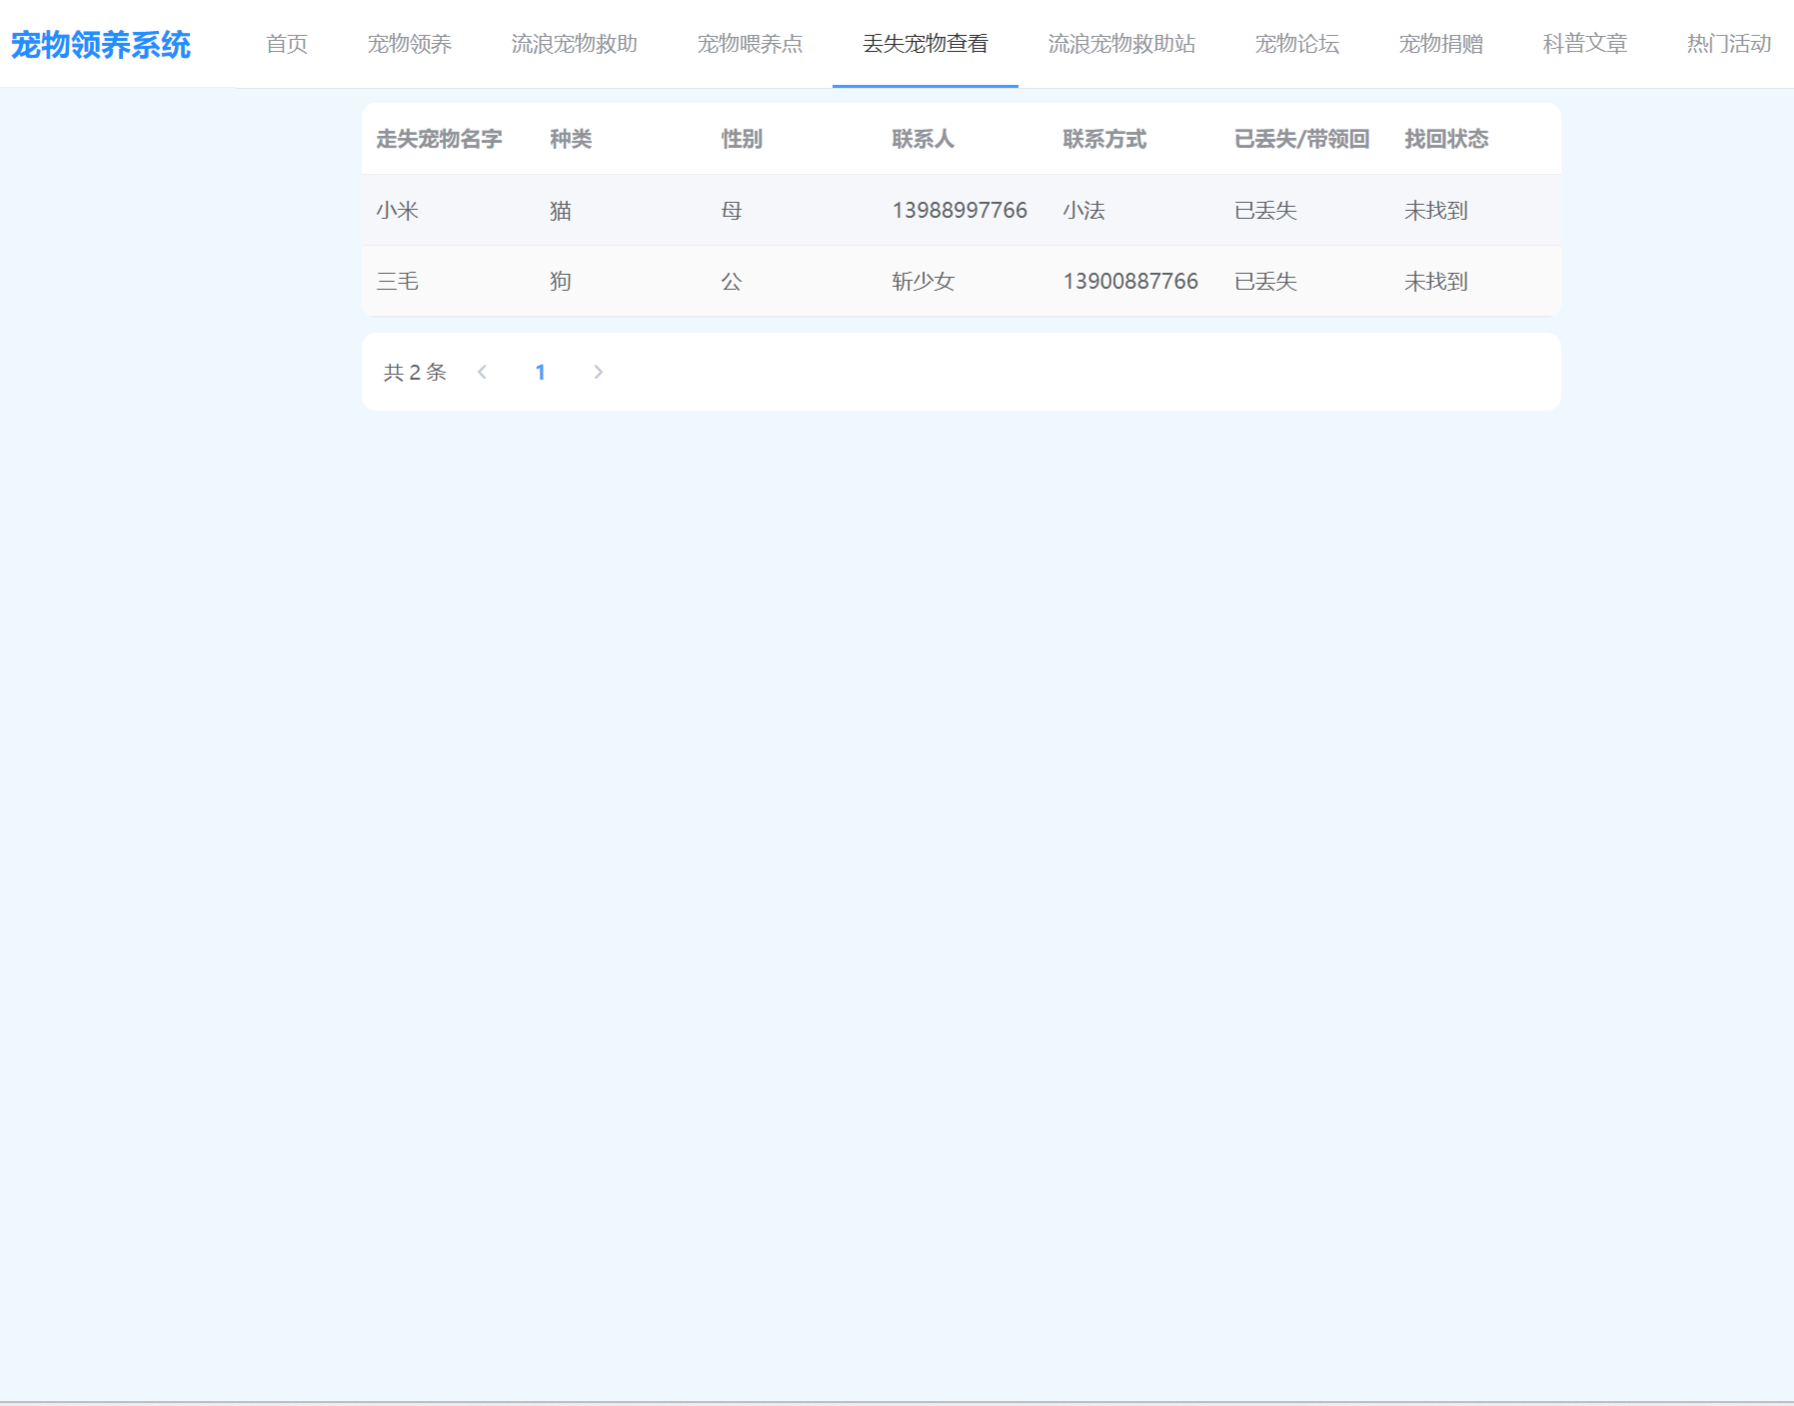 宠物领养系统 首页 宠物领养 流浪宠物救助 宠物喂养点 丢失宠物查看 流浪宠物救助站 宠物论坛 宠物捐赠 科普文章 热门活动
走失宠物名字 种类 性别 联系人 联系方式 已丢失/带领回 找回状态
小米 猫 母 13988997766 小法 已丢失 未找到
三毛 狗 公 斩少女 13900887766 已丢失 未找到
共 2 条 1